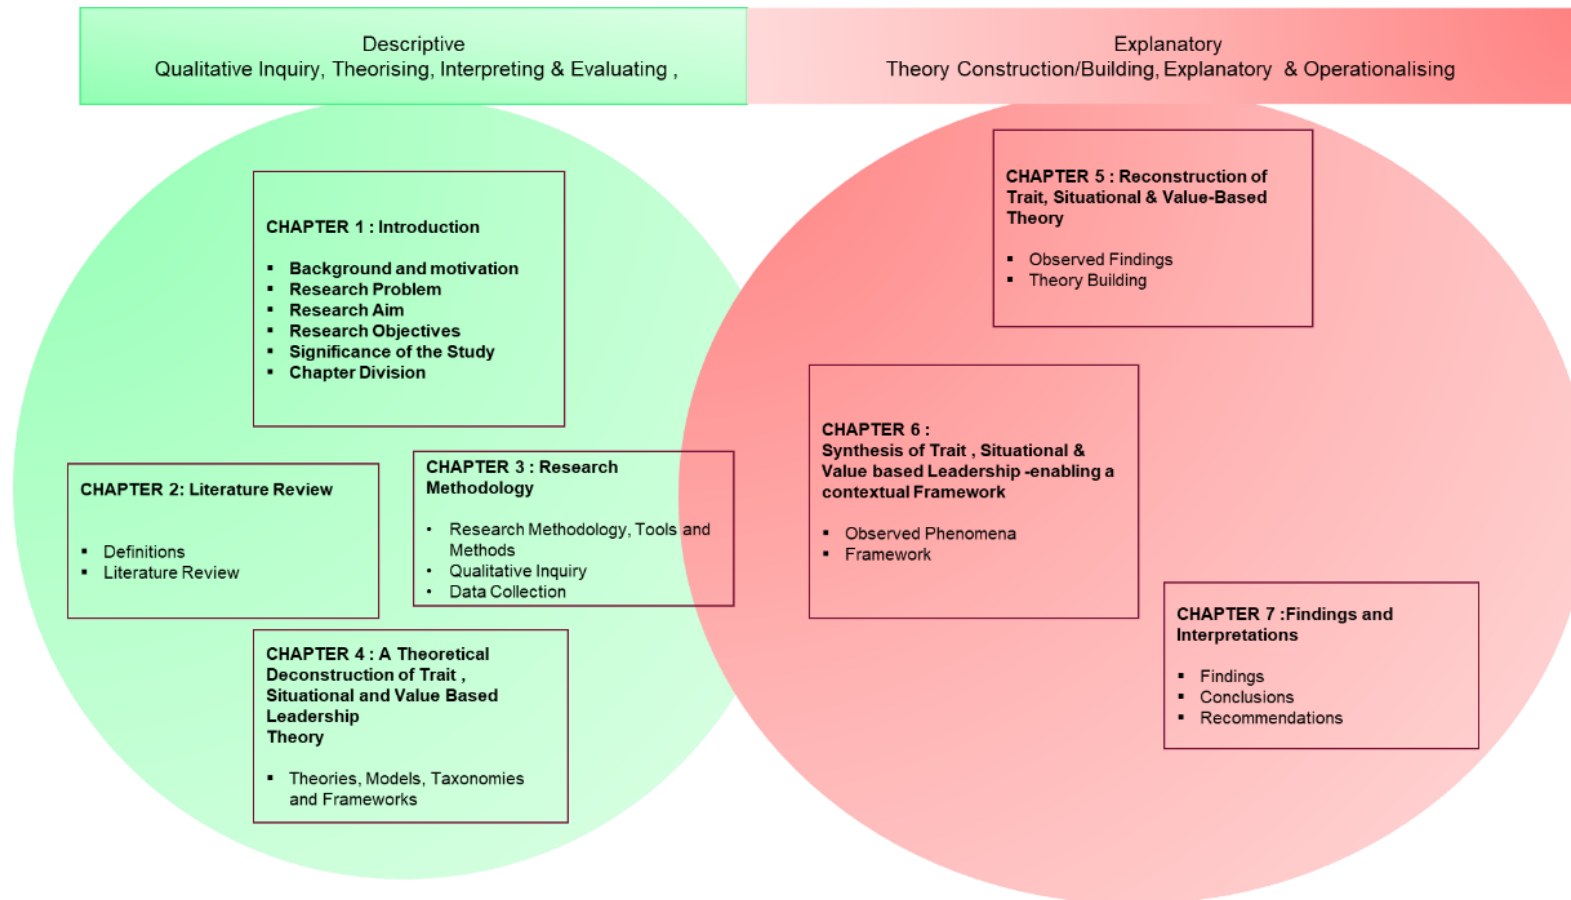 Descriptive
Qualitative Inquiry, Theorising, Interpreting & Evaluating ,
Explanatory
Theory Construction/Building, Explanatory & Operationalising
CHAPTER 1 : Introduction
▪ Background and motivation
▪ Research Problem
▪ Research Aim
▪ Research Objectives
▪ Significance of the Study
▪ Chapter Division
CHAPTER 2: Literature Review
▪ Definitions
▪ Literature Review
CHAPTER 3 : Research
Methodology
• Research Methodology, Tools and
Methods
• Qualitative Inquiry
• Data Collection
CHAPTER 4 : A Theoretical
Deconstruction of Trait ,
Situational and Value Based
Leadership
Theory
▪ Theories, Models, Taxonomies
and Frameworks
CHAPTER 5 : Reconstruction of
Trait, Situational & Value-Based
Theory
▪ Observed Findings
▪ Theory Building
CHAPTER 6 :
Synthesis of Trait , Situational &
Value based Leadership -enabling a
contextual Framework
▪ Observed Phenomena
▪ Framework
CHAPTER 7 :Findings and
Interpretations
▪ Findings
▪ Conclusions
▪ Recommendations